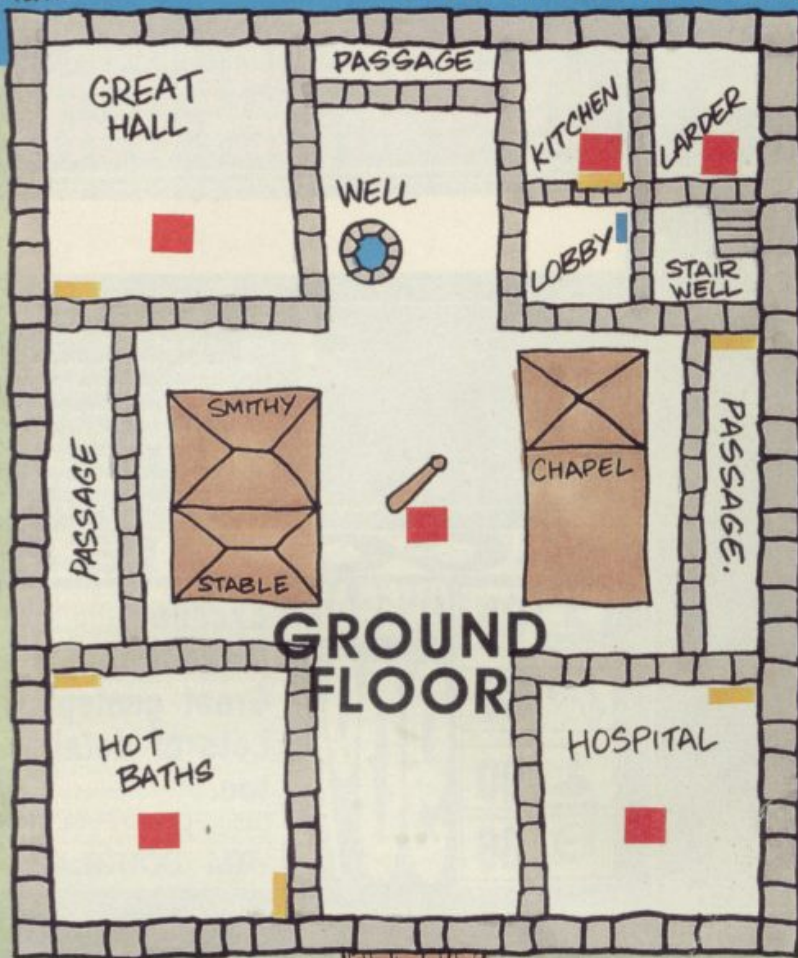 PASSAGE
GREAT
HALL
KITCHEN
LARDER
WELL
LOBBY
STAIR
WELL
SMITHY
CHAPEL
PASSAGE
PASSAGE.
STABLE
GROUND
FLOOR
HOT
BATHS
HOSPITAL